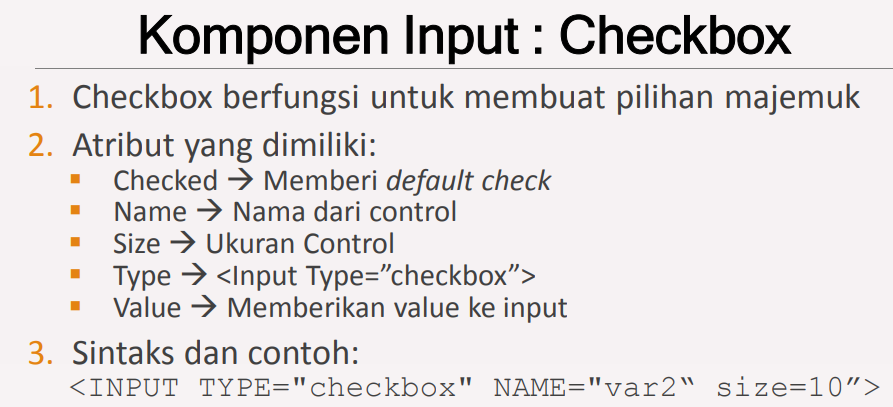 Komponen Input : Checkbox
1. Checkbox berfungsi untuk membuat pilihan majemuk
2. Atribut yang dimiliki:
▪ Checked → Memberi default check
▪ Name → Nama dari control
▪ Size → Ukuran Control
▪ Type → <Input Type=”checkbox”>
▪ Value → Memberikan value ke input
3. Sintaks dan contoh:
<INPUT TYPE="checkbox" NAME="var2‟ size=10”>